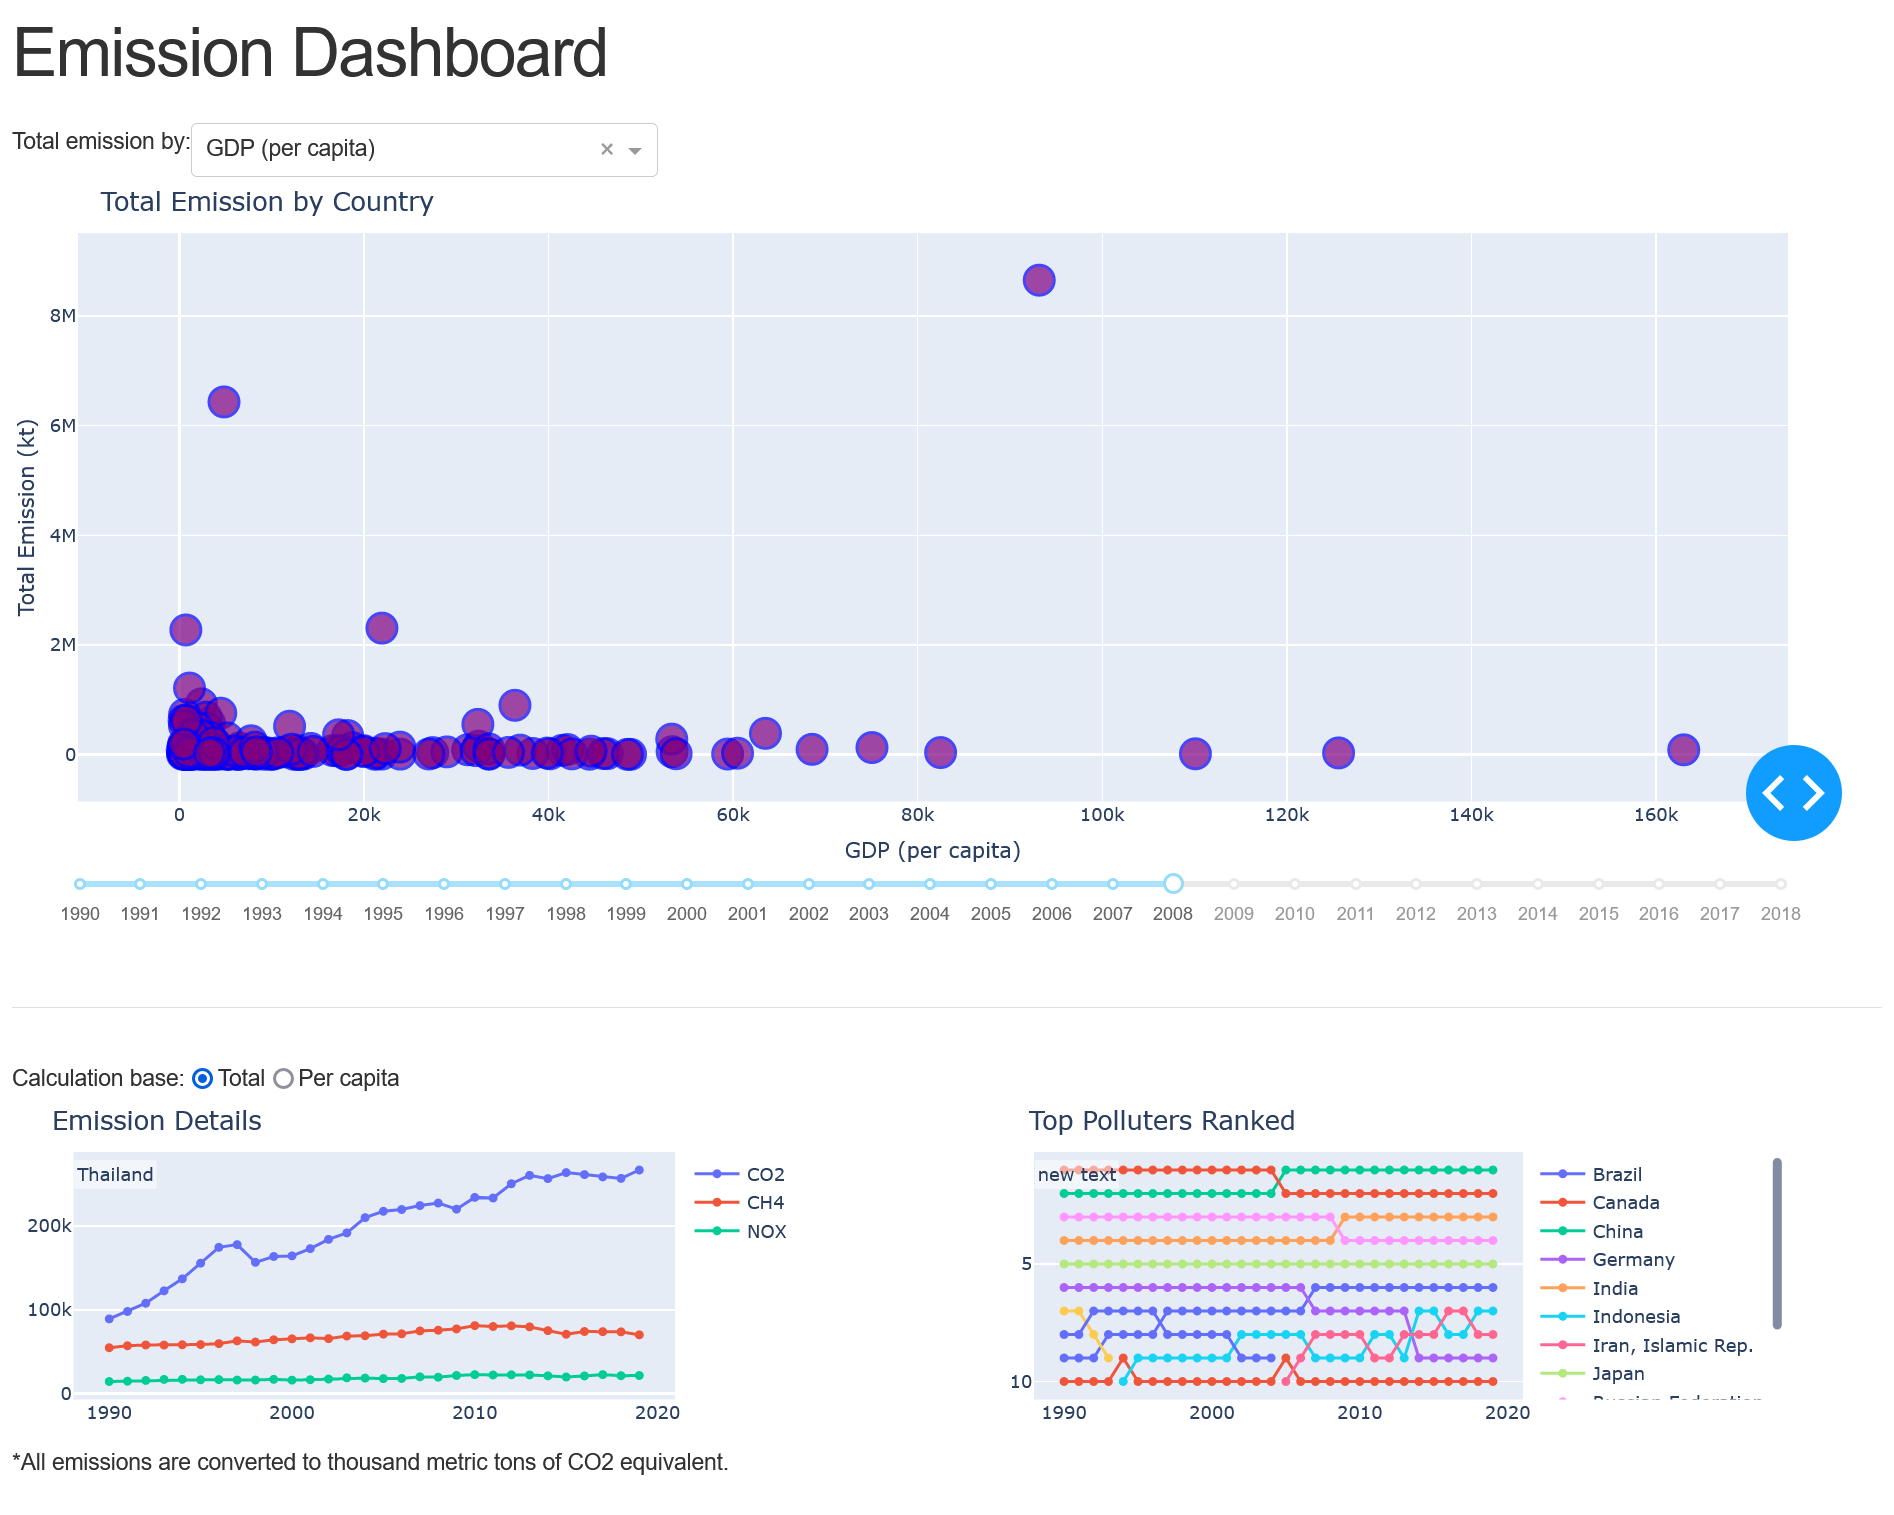 Emission Dashboard
Total emission by: GDP (per capita) ×
Total Emission by Country
Total Emission (kt)
8M
6M
4M
2M
0
0 20k 40k 60k 80k 100k 120k 140k 160k
GDP (per capita)
1990 1991 1992 1993 1994 1995 1996 1997 1998 1999 2000 2001 2002 2003 2004 2005 2006 2007 2008 2009 2010 2011 2012 2013 2014 2015 2016 2017 2018
Calculation base: Total Per capita
Emission Details
Thailand
200k
100k
0
1990 2000 2010 2020
CO2
CH4
NOX
Top Polluters Ranked
new text
5
10
1990 2000 2010 2020
Brazil
Canada
China
Germany
India
Indonesia
Iran, Islamic Rep.
Japan
*All emissions are converted to thousand metric tons of CO2 equivalent.